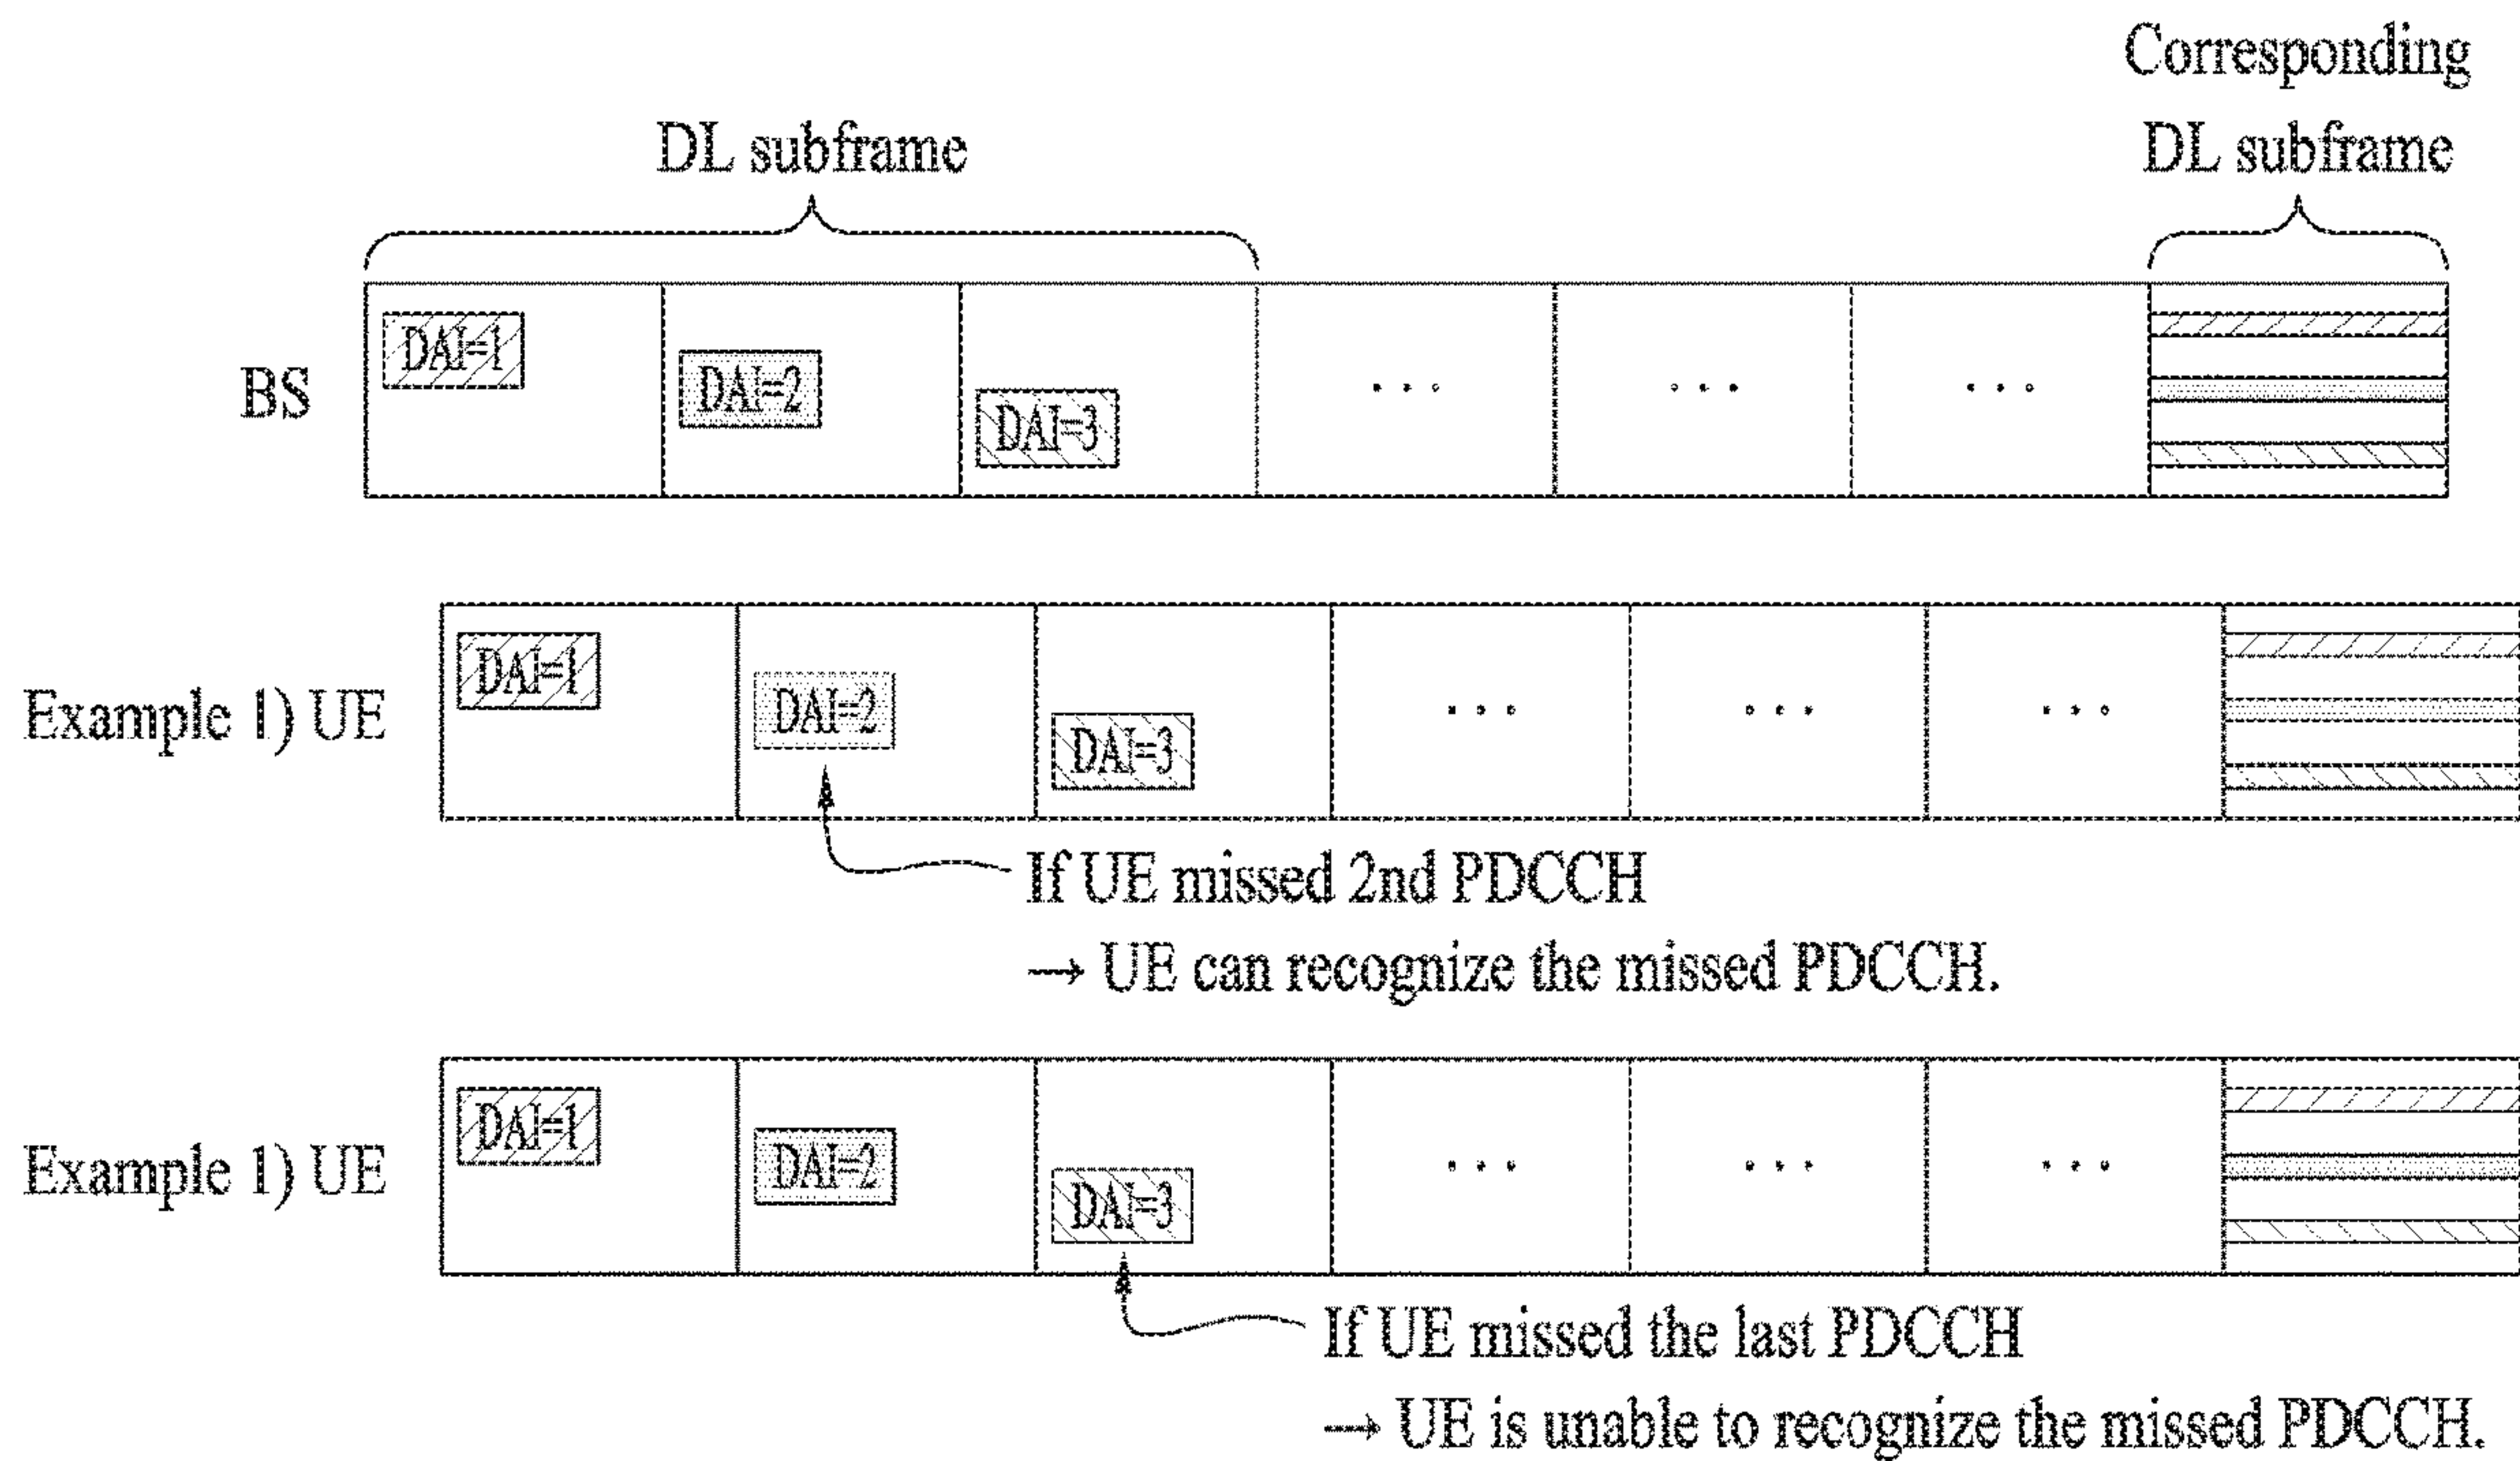 Corresponding
DL subframe
DL subframe
BS
DAI=1
DAI=2
DAI=3
. . .
. . .
. . .
Example 1) UE
DAI=1
DAI=2
DAI=3
. . .
. . .
. . .
If UE missed 2nd PDCCH
→ UE can recognize the missed PDCCH.
Example 1) UE
DAI=1
DAI=2
DAI=3
. . .
. . .
. . .
If UE missed the last PDCCH
→ UE is unable to recognize the missed PDCCH.